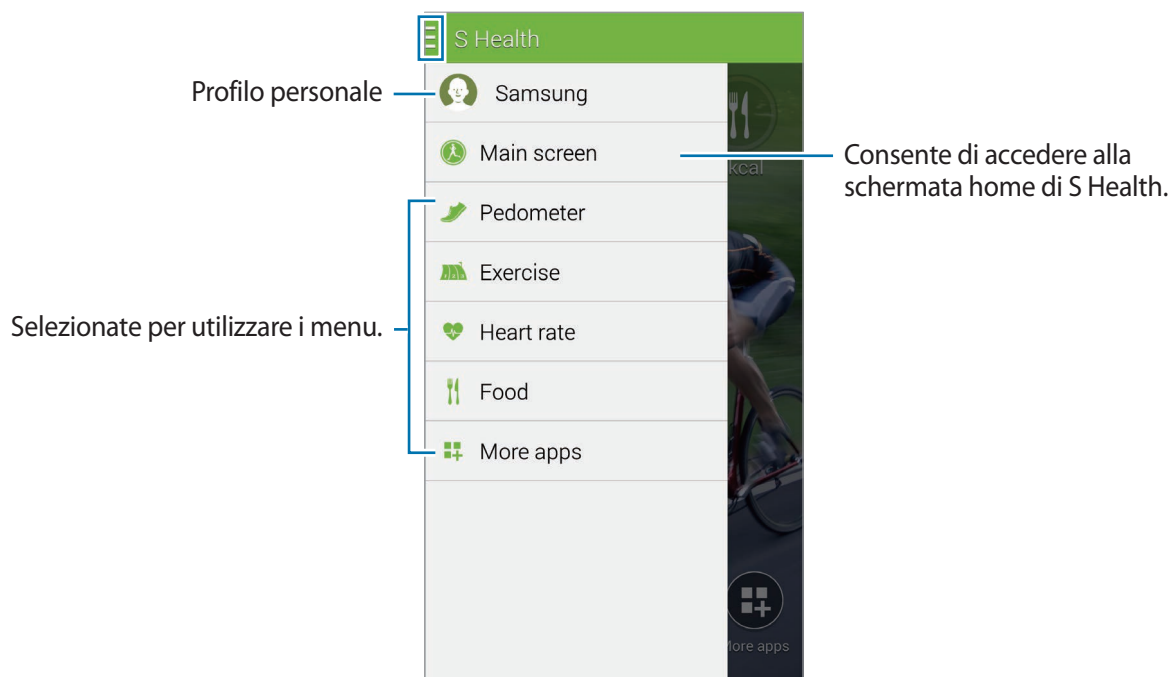 S Health
Profilo personale
Samsung
Main screen
kcal
Consente di accedere alla
schermata home di S Health.
Pedometer
Exercise
Selezionate per utilizzare i menu.
Heart rate
Food
More apps
More apps